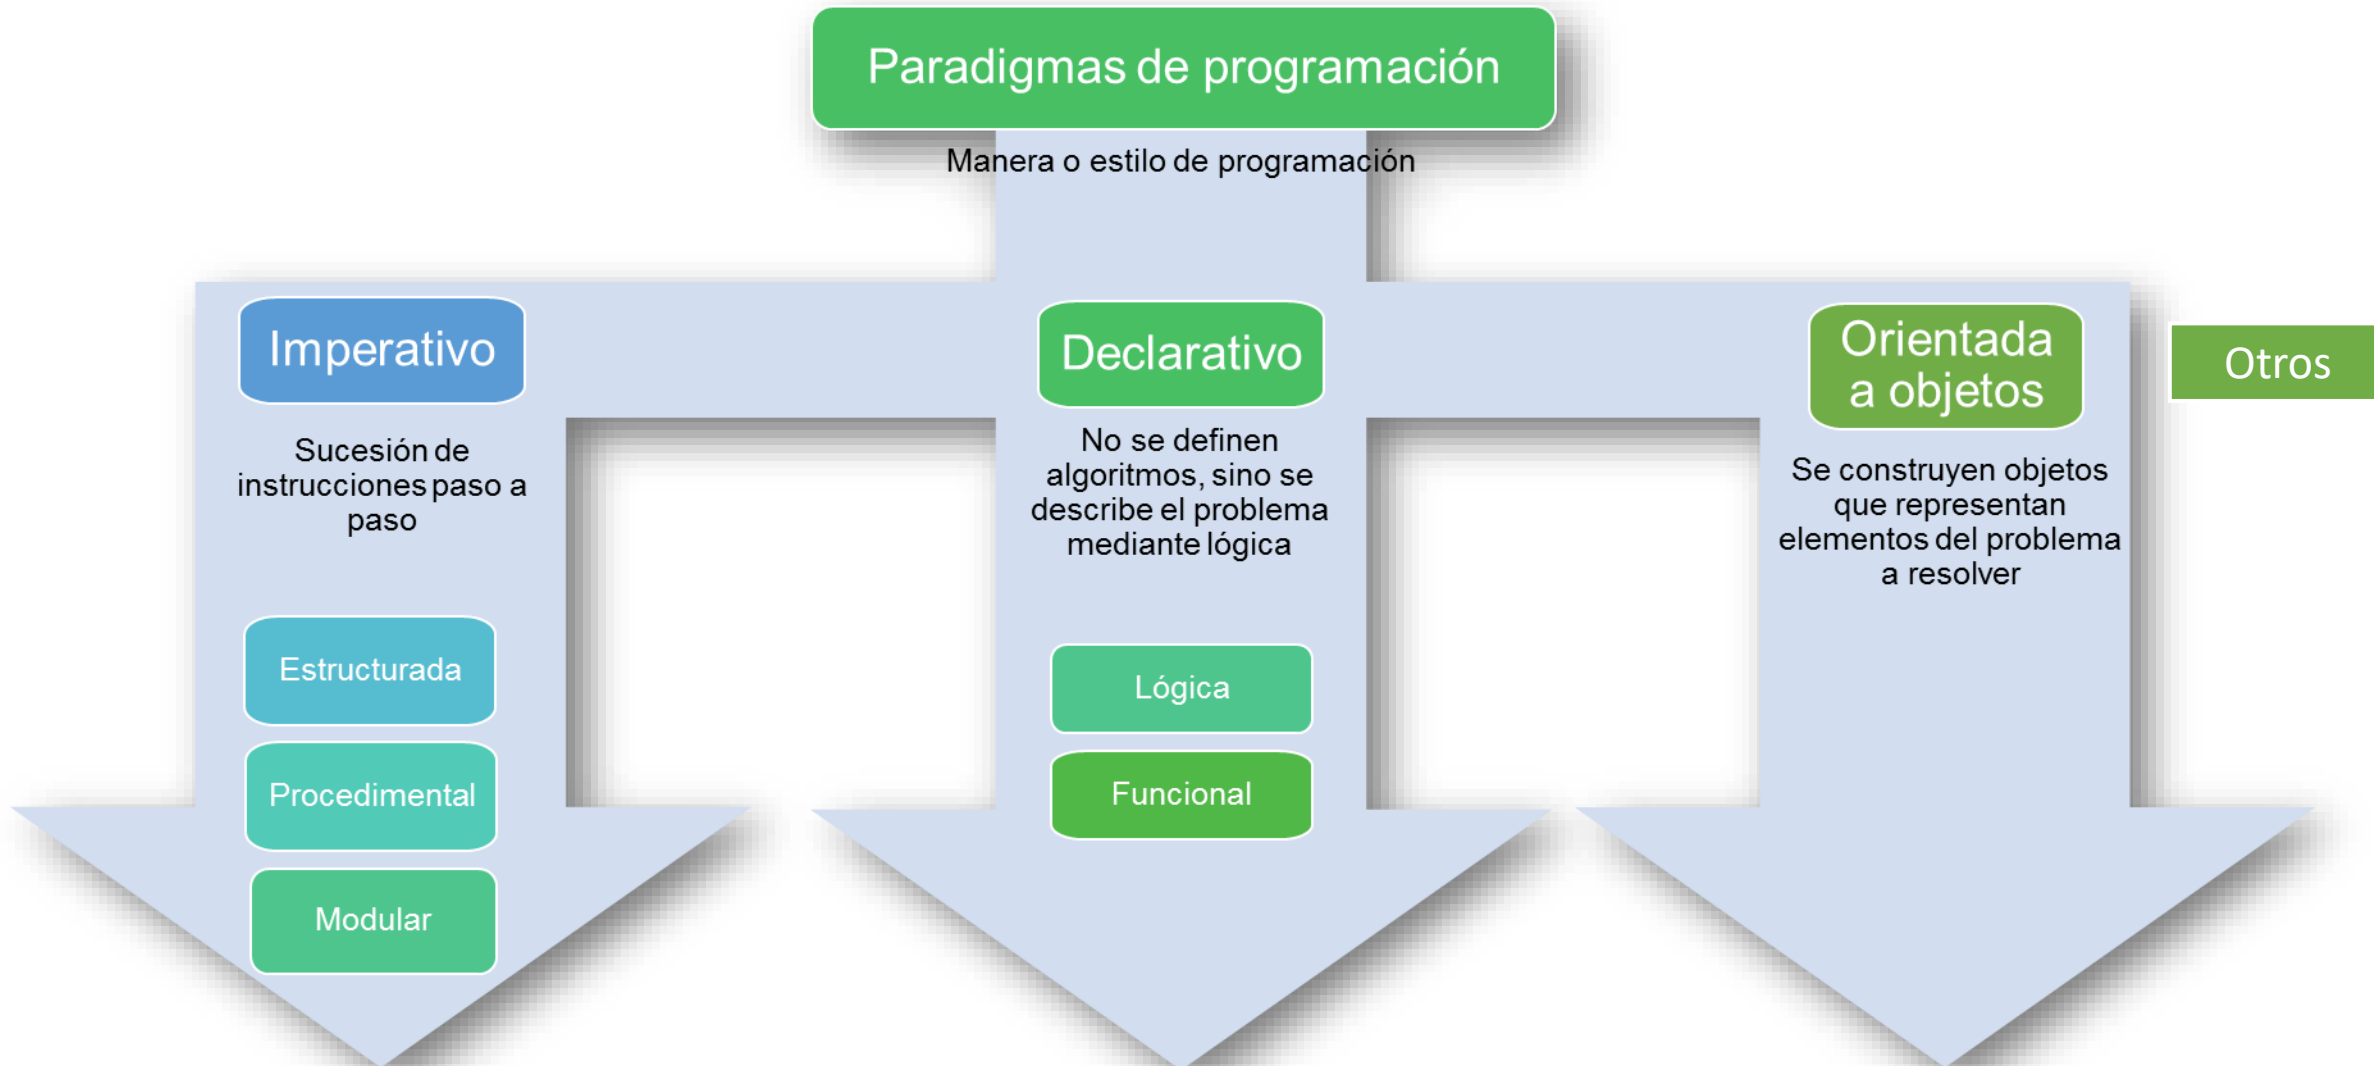 Paradigmas de programación
Manera o estilo de programación
Imperativo
Sucesión de
instrucciones paso a
paso
Estructurada
Procedimental
Modular
Declarativo
No se definen
algoritmos, sino se
describe el problema
mediante lógica
Lógica
Funcional
Orientada
a objetos
Se construyen objetos
que representan
elementos del problema
a resolver
Otros